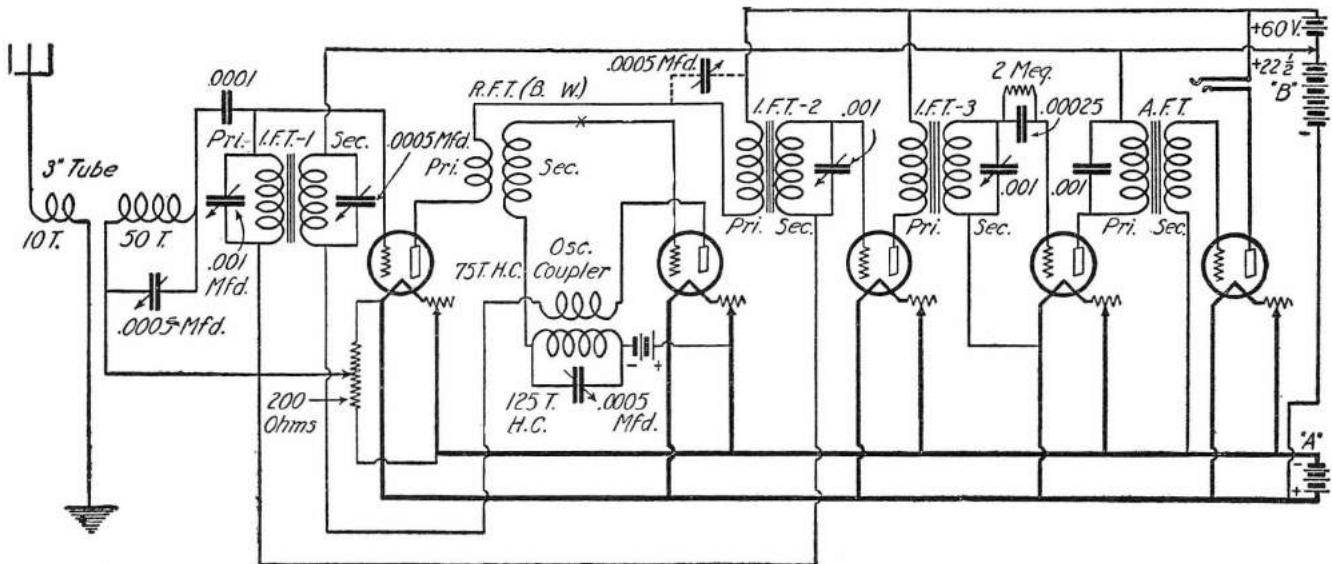 +60 V.
+22 1/2
"B"
-
.0005 Mfd.
.0001
R.F.T. (B. W.)
2 Meg.
.00025
Pri.
I.F.T.-1
Sec.
.0005 Mfd.
I.F.T.-2
.001
I.F.T.-3
A.F.T.
3" Tube
10 T.
50 T.
.001
Mfd.
.0005 Mfd.
x
Pri.
Sec.
Osc.
Coupler
75T. H.C.
Pri. Sec.
Pri.
.001
Sec.
.001
Pri. Sec.
- +
200
Ohms
125 T.
H.C.
.0005
Mfd.
"A"
-
+